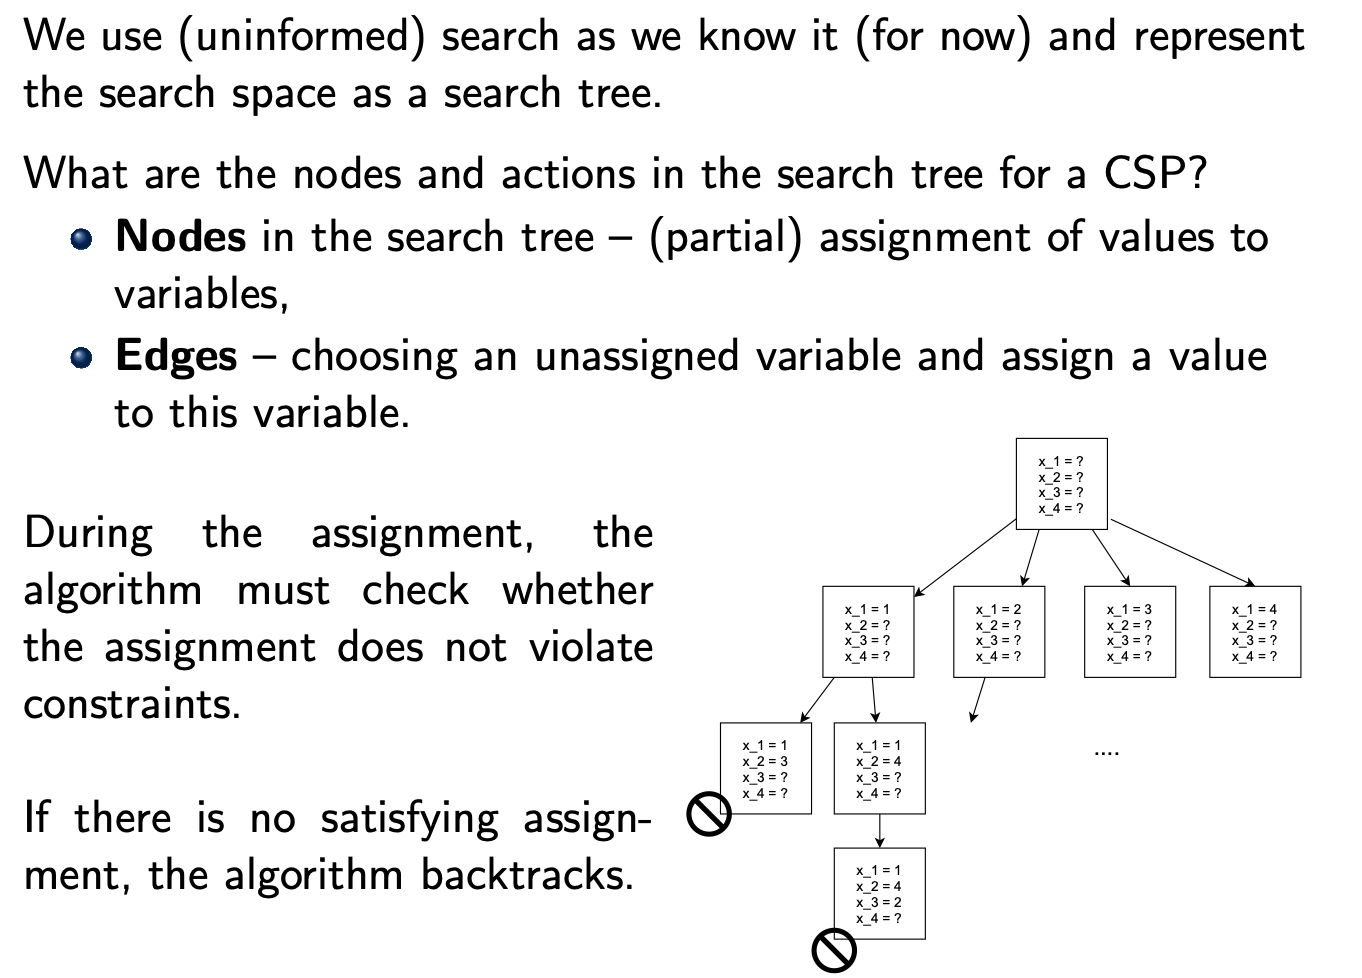 We use (uninformed) search as we know it (for now) and represent
the search space as a search tree.
What are the nodes and actions in the search tree for a CSP?
Nodes in the search tree – (partial) assignment of values to
variables,
Edges – choosing an unassigned variable and assign a value
to this variable.
During the assignment, the
algorithm must check whether
the assignment does not violate
constraints.
If there is no satisfying assign-
ment, the algorithm backtracks.
x_1 = ?
x_2 = ?
x_3 = ?
x_4 = ?
x_1 = 1
x_2 = ?
x_3 = ?
x_4 = ?
x_1 = 2
x_2 = ?
x_3 = ?
x_4 = ?
x_1 = 3
x_2 = ?
x_3 = ?
x_4 = ?
x_1 = 4
x_2 = ?
x_3 = ?
x_4 = ?
x_1 = 1
x_2 = 3
x_3 = ?
x_4 = ?
x_1 = 1
x_2 = 4
x_3 = ?
x_4 = ?
....
x_1 = 1
x_2 = 4
x_3 = 2
x_4 = ?